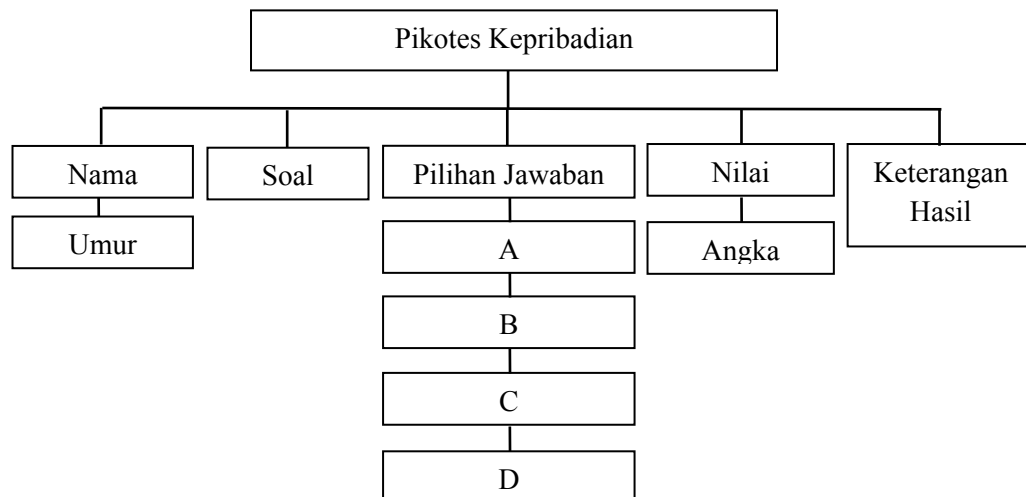 Pikotes Kepribadian
Nama
Soal
Pilihan Jawaban
Nilai
Keterangan
Hasil
Umur
A
Angka
B
C
D